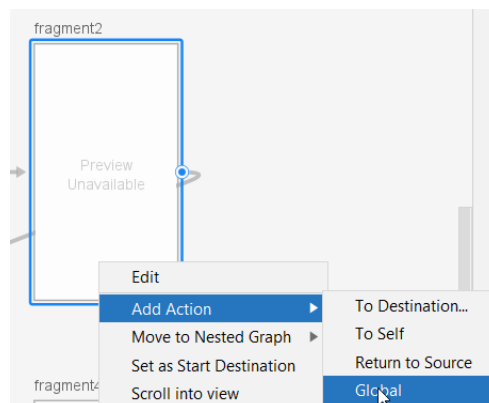 fragment2
Preview
Unavailable
Edit
Add Action
Move to Nested Graph
Set as Start Destination
Scroll into view
To Destination...
To Self
Return to Source
Global
fragment4